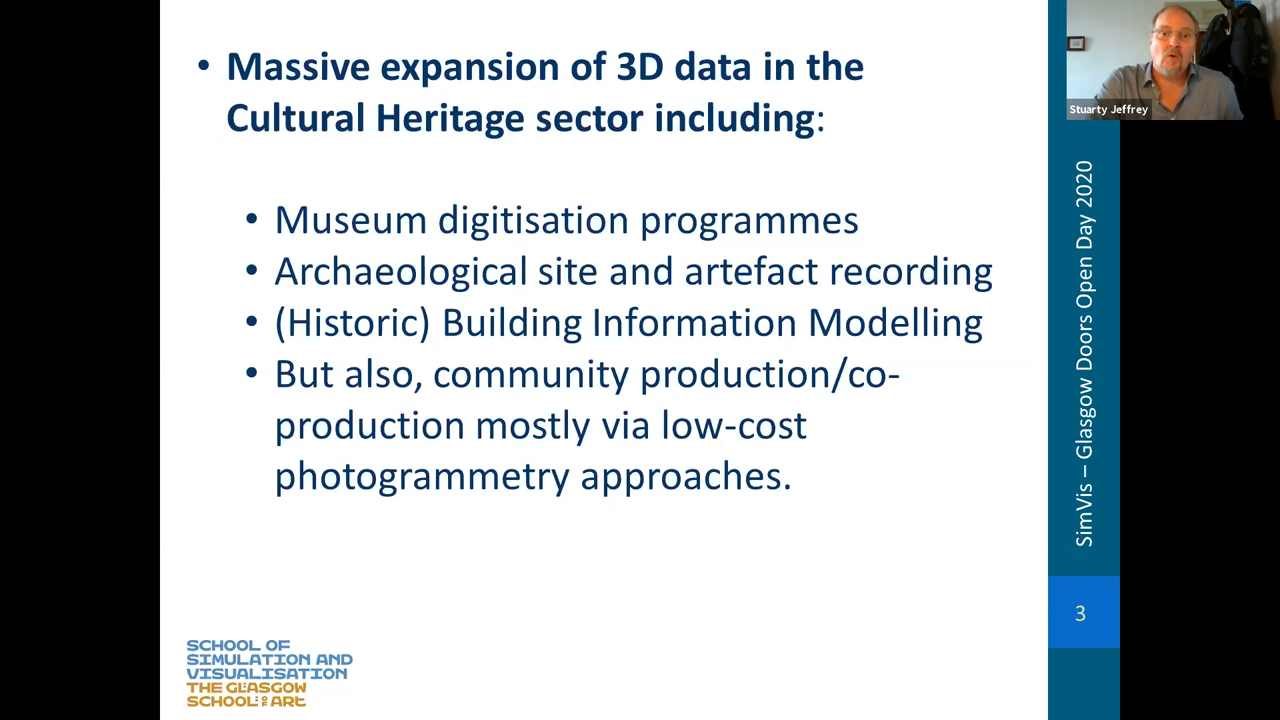 • Massive expansion of 3D data in the
Cultural Heritage sector including:
• Museum digitisation programmes
• Archaeological site and artefact recording
• (Historic) Building Information Modelling
• But also, community production/co-
production mostly via low-cost
photogrammetry approaches.
SCHOOL OF
SIMULATION AND
VISUALISATION
THE GLASGOW
SCHOOL OF ART
Stuarty Jeffrey
SimVis – Glasgow Doors Open Day 2020
3